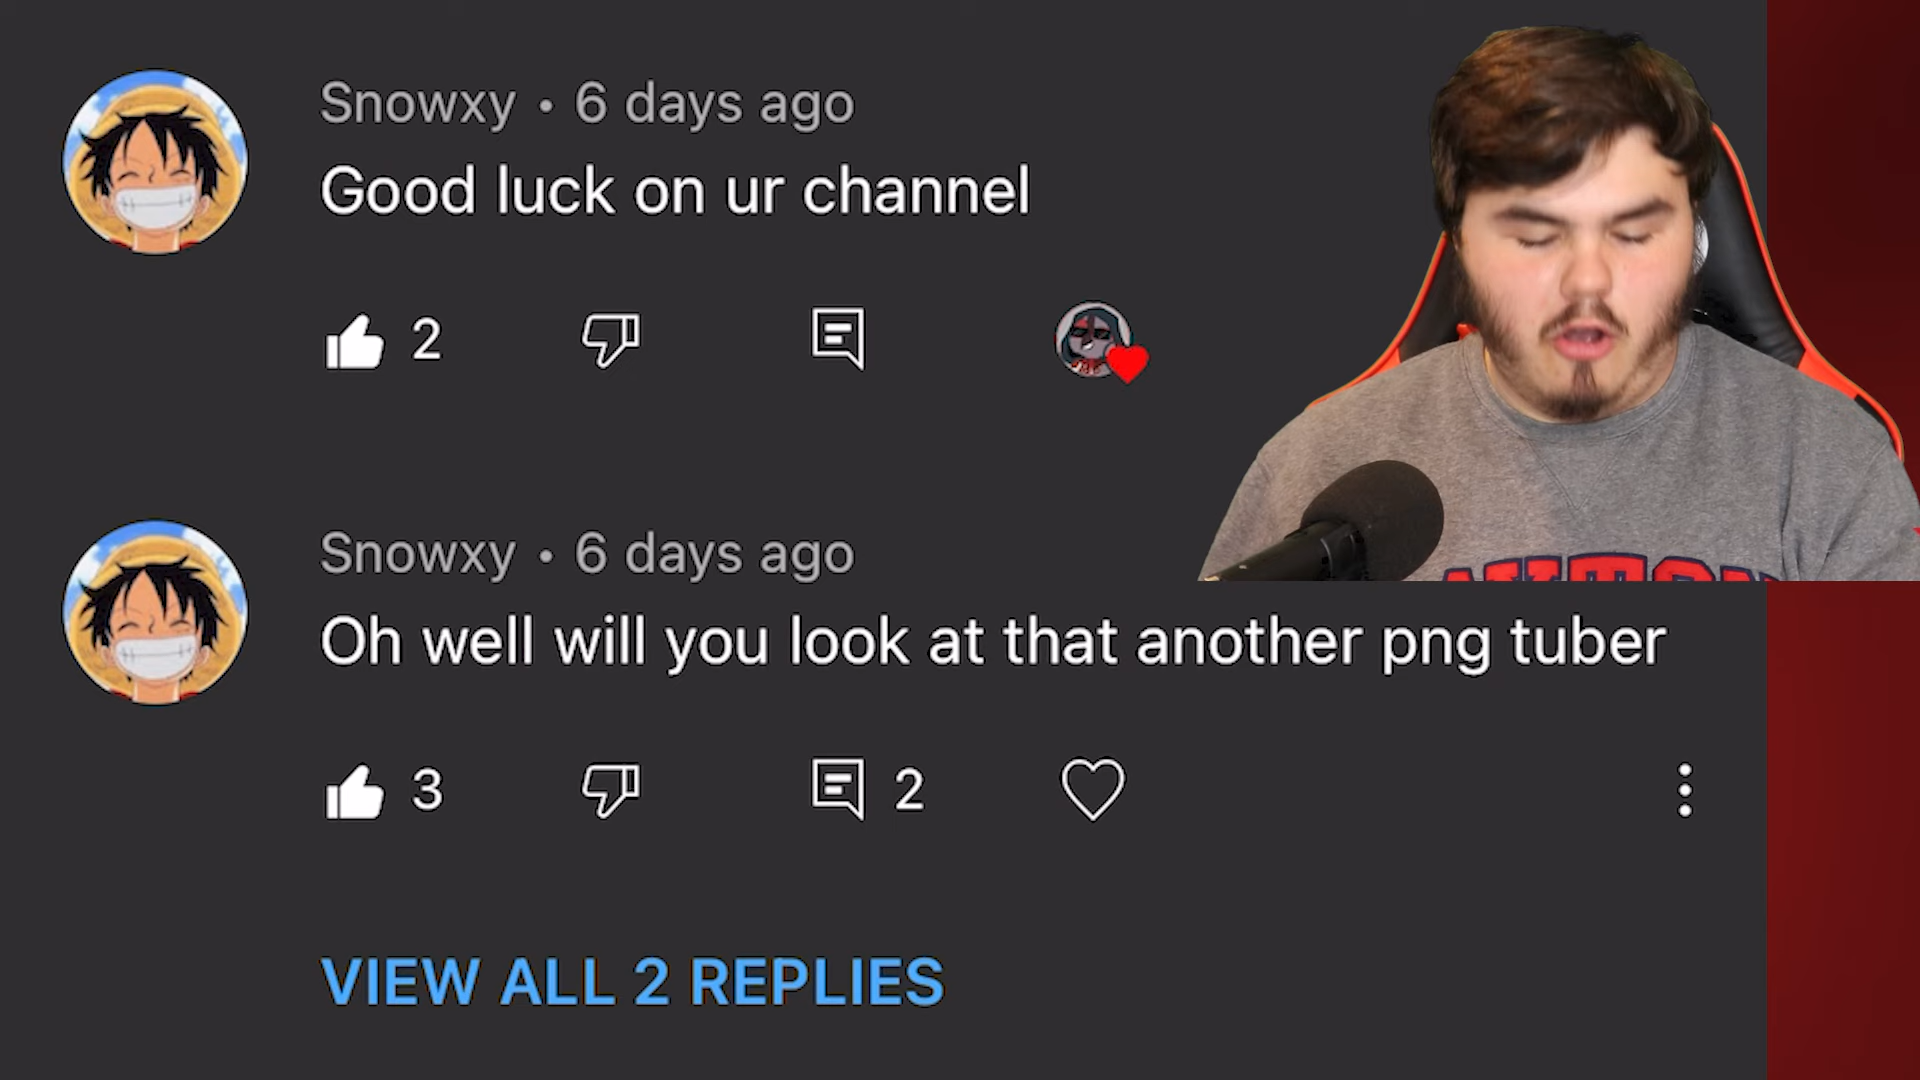 Snowxy • 6 days ago
Good luck on ur channel
2
Snowxy • 6 days ago
Oh well will you look at that another png tuber
3
2
VIEW ALL 2 REPLIES